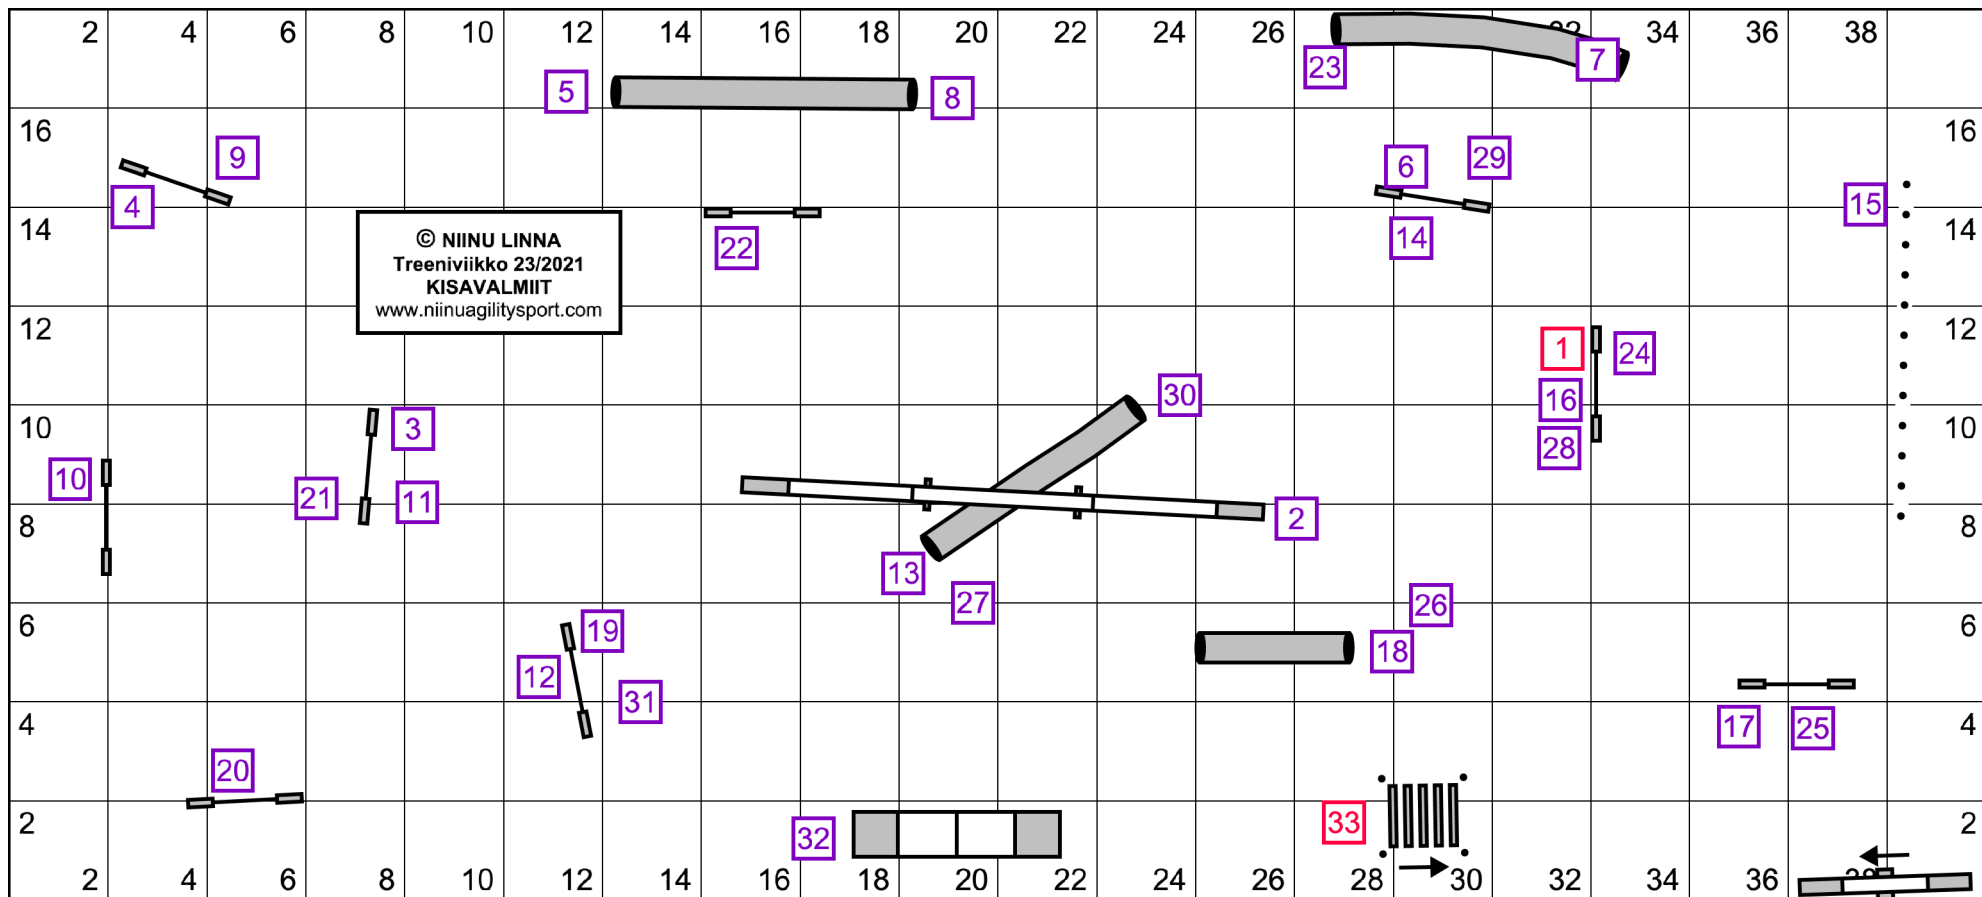 2 4 6 8 10 12 14 16 18 20 22 24 26 32 34 36 38
23 7
5 8
16 16
9 6 29
4 15
14 14
22 14
© NIINU LINNA
Treeniviikko 23/2021
KISAVALMIIT
www.niinuagilitysport.com
12 12
1 24
30 16
10 3 28 10
10 21 11
8 2 8
13
27 26
6 19 18 6
12 31
17 25 4
4
20
2 32 33 2
2 4 6 8 10 12 14 16 18 20 22 24 26 28 30 32 34 36 38